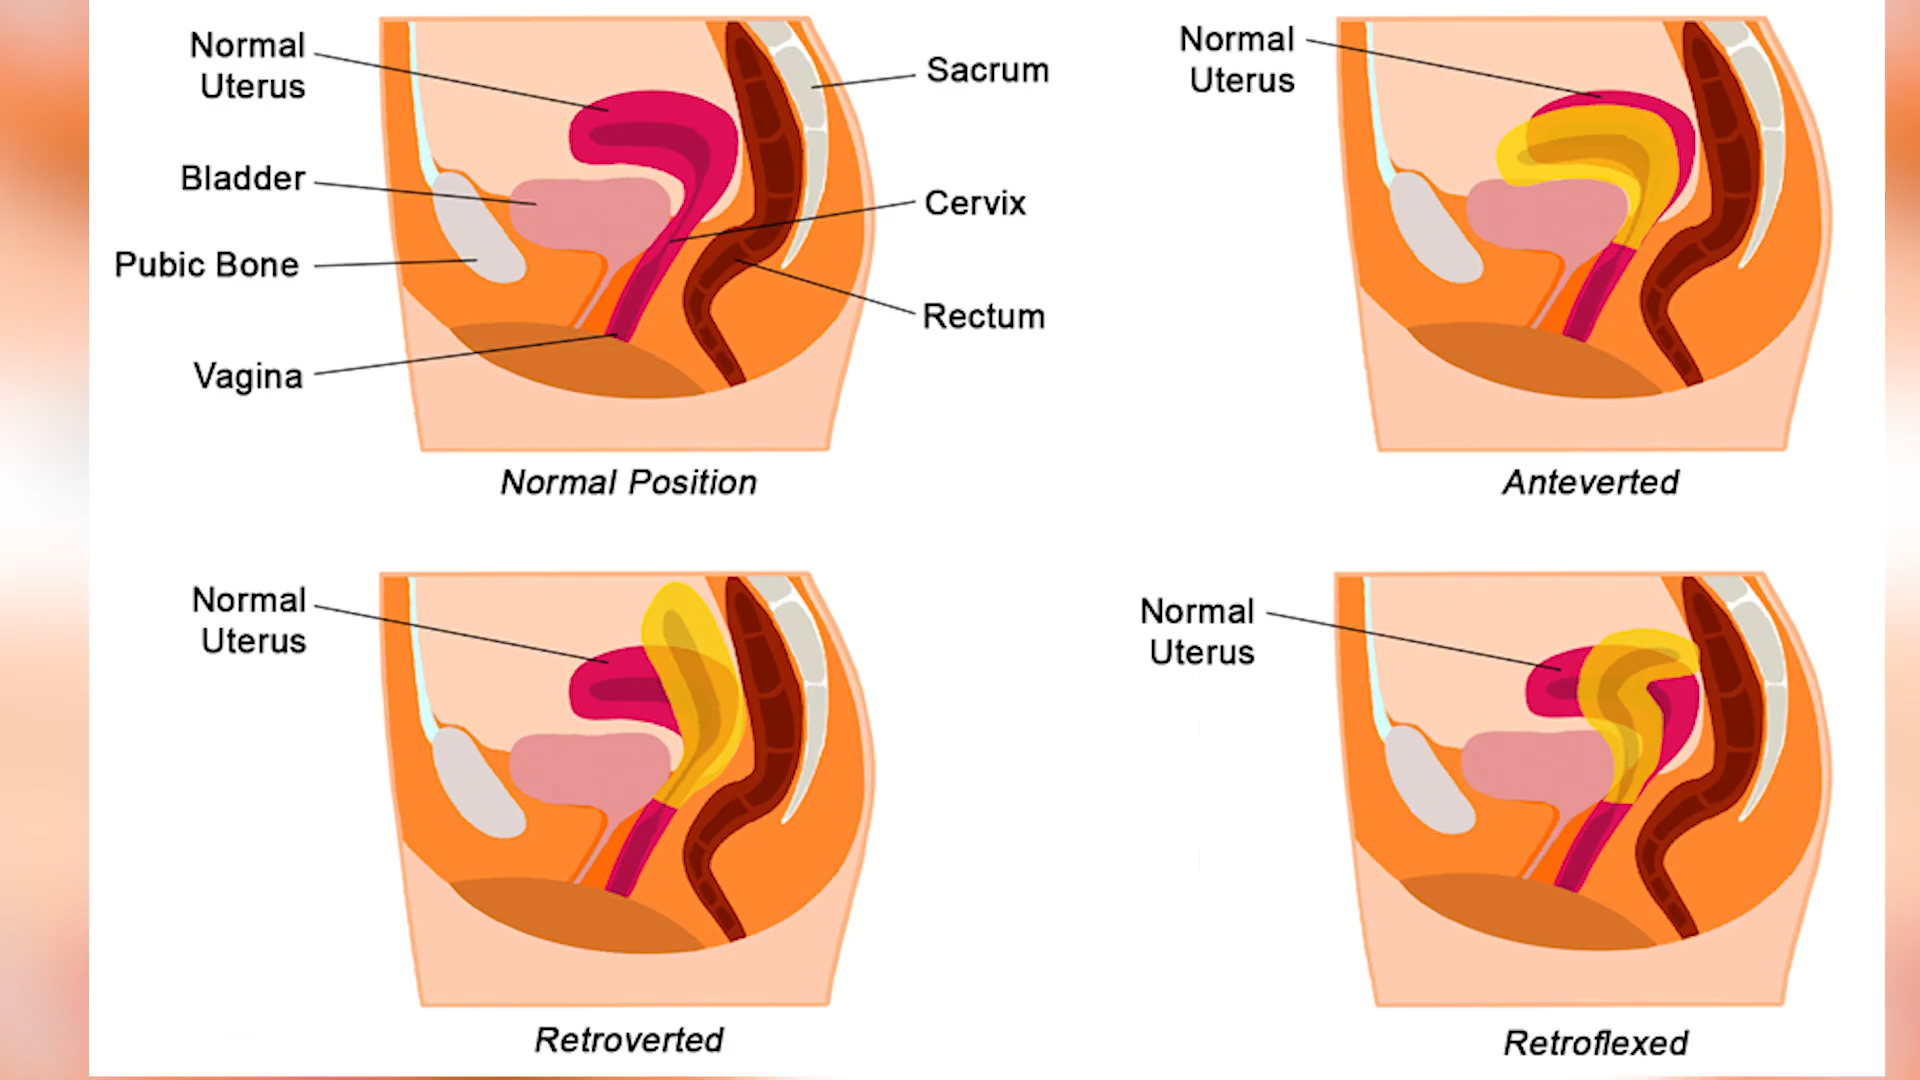 Normal
Uterus
Bladder
Pubic Bone
Vagina
Sacrum
Cervix
Rectum
Normal Position
Normal
Uterus
Anteverted
Normal
Uterus
Retroverted
Normal
Uterus
Retroflexed